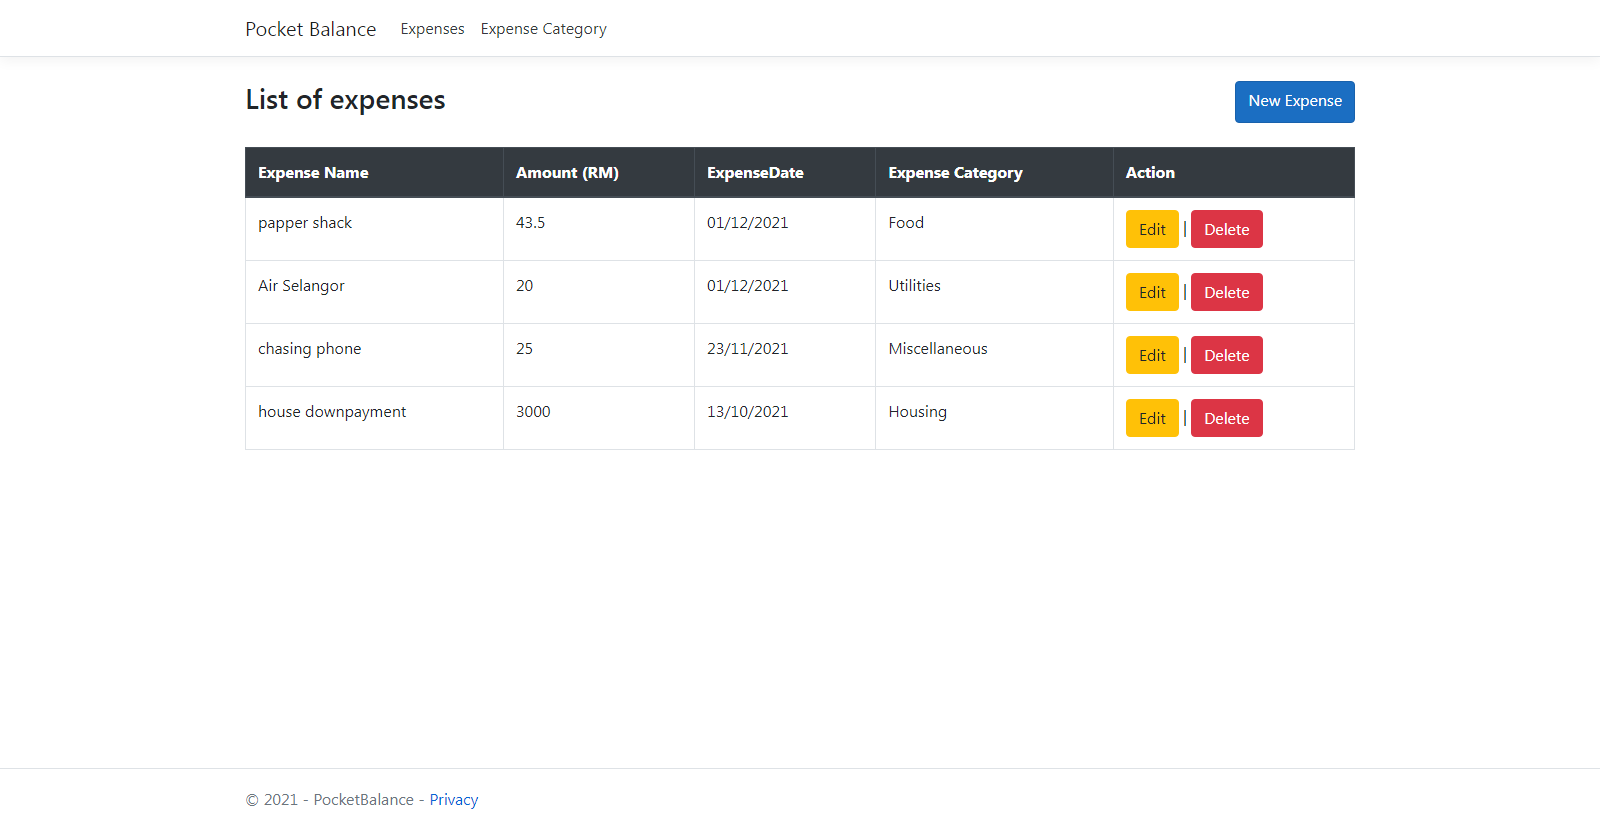 Pocket Balance Expenses Expense Category
List of expenses New Expense
Expense Name Amount (RM) ExpenseDate Expense Category Action
papper shack 43.5 01/12/2021 Food Edit | Delete
Air Selangor 20 01/12/2021 Utilities Edit | Delete
chasing phone 25 23/11/2021 Miscellaneous Edit | Delete
house downpayment 3000 13/10/2021 Housing Edit | Delete
© 2021 - PocketBalance - Privacy